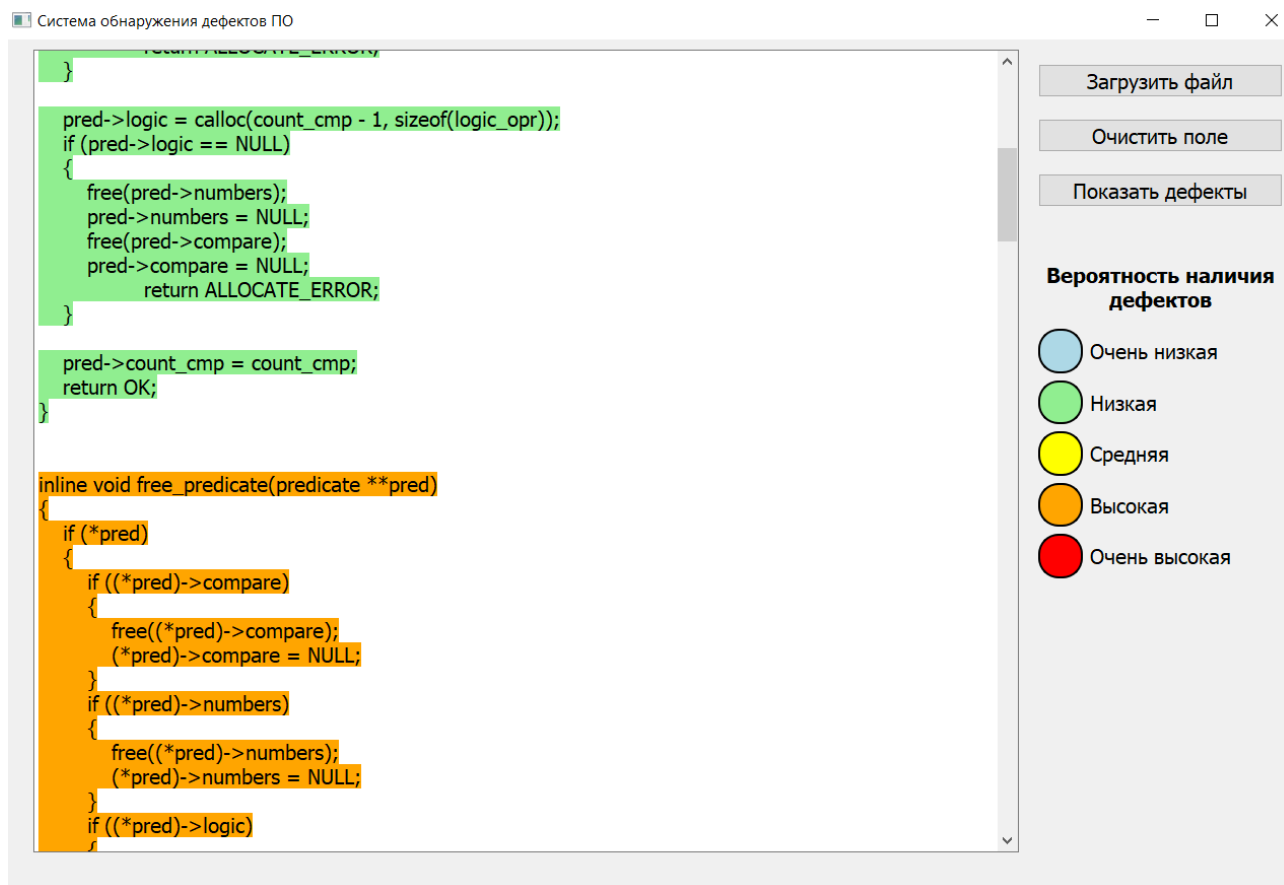 Система обнаружения дефектов ПО
return ALLOCATE_ERROR;
}
pred->logic = calloc(count_cmp - 1, sizeof(logic_opr));
if (pred->logic == NULL)
{
free(pred->numbers);
pred->numbers = NULL;
free(pred->compare);
pred->compare = NULL;
return ALLOCATE_ERROR;
}
pred->count_cmp = count_cmp;
return OK;
}
inline void free_predicate(predicate **pred)
{
if (*pred)
{
if ((*pred)->compare)
{
free((*pred)->compare);
(*pred)->compare = NULL;
}
if ((*pred)->numbers)
{
free((*pred)->numbers);
(*pred)->numbers = NULL;
}
if ((*pred)->logic)
{
Загрузить файл
Очистить поле
Показать дефекты
Вероятность наличия
дефектов
Очень низкая
Низкая
Средняя
Высокая
Очень высокая